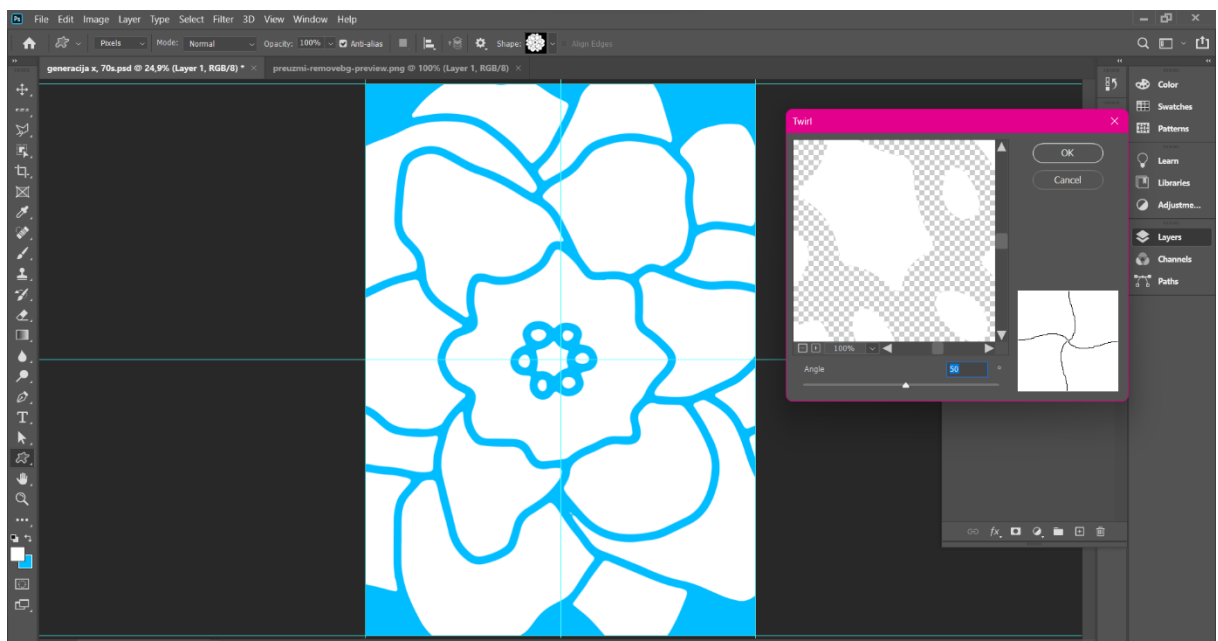 Ps File Edit Image Layer Type Select Filter 3D View Window Help
Pixels Mode: Normal Opacity: 100% Anti-alias Shape: Align Edges
generacija x, 70s.psd @ 24,9% (Layer 1, RGB/8) * × preuzmi-removebg-preview.png @ 100% (Layer 1, RGB/8) ×
Color
Swatches
Patterns
Learn
Libraries
Adjustme...
Layers
Channels
Paths
Twirl
OK
Cancel
100%
Angle 50 °
fx